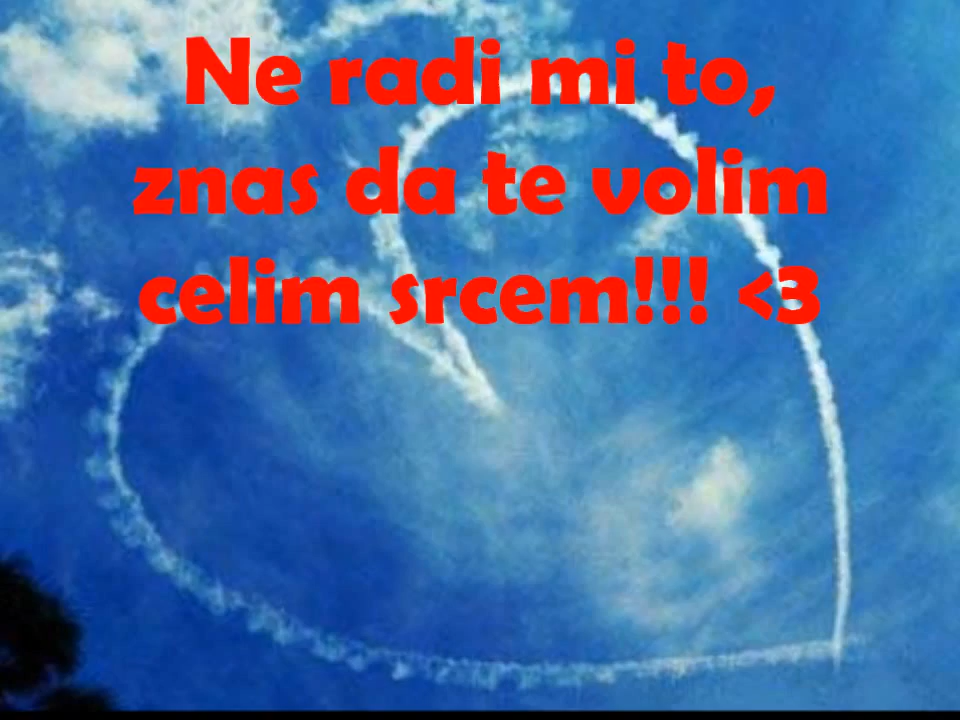 Ne radi mi to,
znas da te volim
celim srcem!!! <3